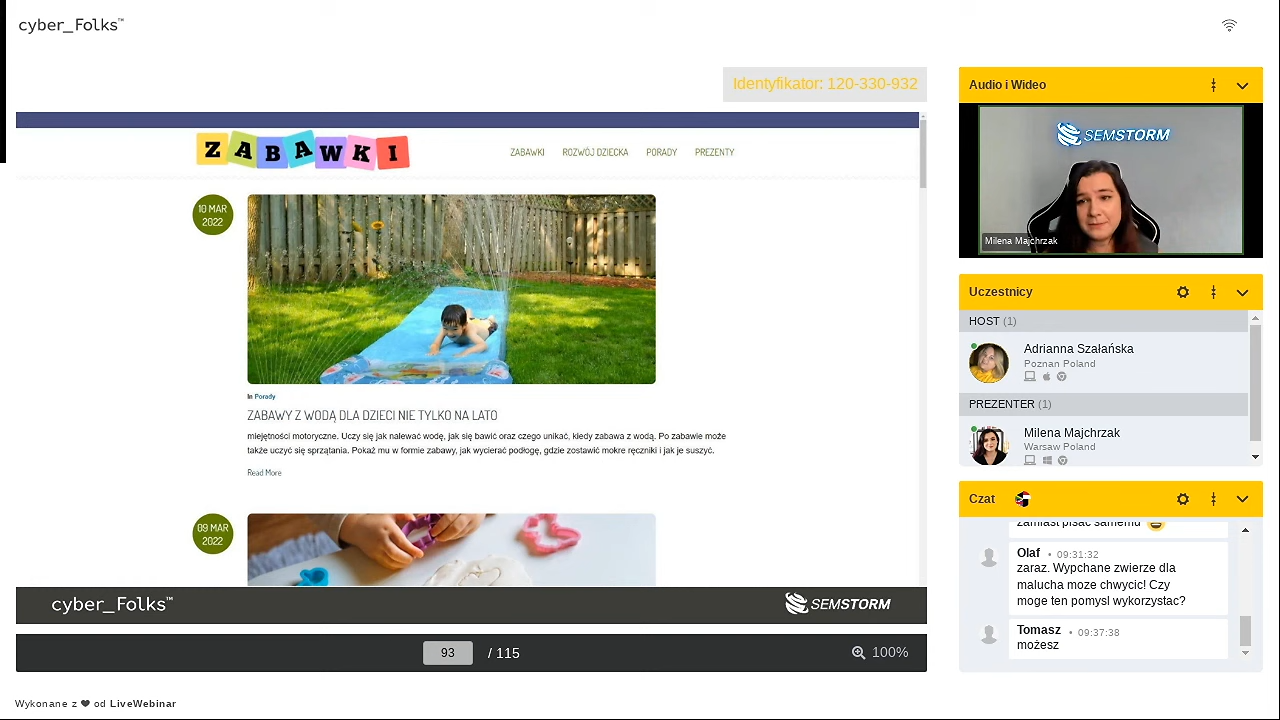 cyber_Folks™
Identyfikator: 120-330-932
ZABAWKI
ZABAWKI ROZWÓJ DZIECKA PORADY PREZENTY
10 MAR
2022
In Porady
ZABAWY Z WODĄ DLA DZIECI NIE TYLKO NA LATO
miejętności motoryczne. Uczy się jak nalewać wodę, jak się bawić oraz czego unikać, kiedy zabawa z wodą. Po zabawie może
także uczyć się sprzątania. Pokaż mu w formie zabawy, jak wycierać podłogę, gdzie zostawić mokre ręczniki i jak je suszyć.
Read More
09 MAR
2022
cyber_Folks™
SEMSTORM
93 / 115
100%
Wykonane z ❤ od LiveWebinar
Audio i Wideo
SEMSTORM
Milena Majchrzak
Uczestnicy
HOST (1)
Adrianna Szalańska
Poznan Poland
PREZENTER (1)
Milena Majchrzak
Warsaw Poland
Czat
zamiast pisać samemu
Olaf • 09:31:32
zaraz. Wypchane zwierze dla
malucha moze chwycic! Czy
moge ten pomysl wykorzystac?
Tomasz • 09:37:38
możesz